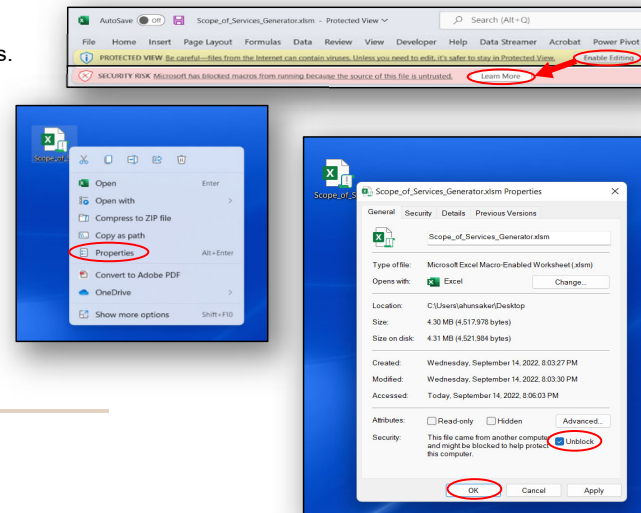 AutoSave Off Scope_of_Services_Generator.xlsm - Protected View Search (Alt+Q)
File Home Insert Page Layout Formulas Data Review View Developer Help Data Streamer Acrobat Power Pivot
PROTECTED VIEW Be careful—files from the Internet can contain viruses. Unless you need to edit, it's safer to stay in Protected View. Enable Editing
SECURITY RISK Microsoft has blocked macros from running because the source of this file is untrusted. Learn More
s.
Scope_of_S
Open Enter
Open with
Compress to ZIP file
Copy as path
Properties Alt+Enter
Convert to Adobe PDF
OneDrive
Show more options Shift+F10
Scope_of_S
Scope_of_Services_Generator.xlsm Properties
General Security Details Previous Versions
Scope_of_Services_Generator.xlsm
Type of file: Microsoft Excel Macro-Enabled Worksheet (.xlsm)
Opens with: Excel Change...
Location: C:\Users\ahunsaker\Desktop
Size: 4.30 MB (4,517,978 bytes)
Size on disk: 4.31 MB (4,521,984 bytes)
Created: Wednesday, September 14, 2022, 8:03:27 PM
Modified: Wednesday, September 14, 2022, 8:03:30 PM
Accessed: Today, September 14, 2022, 8:06:03 PM
Attributes: Read-only Hidden Advanced...
Security: This file came from another computer
and might be blocked to help protect Unblock
this computer.
OK Cancel Apply